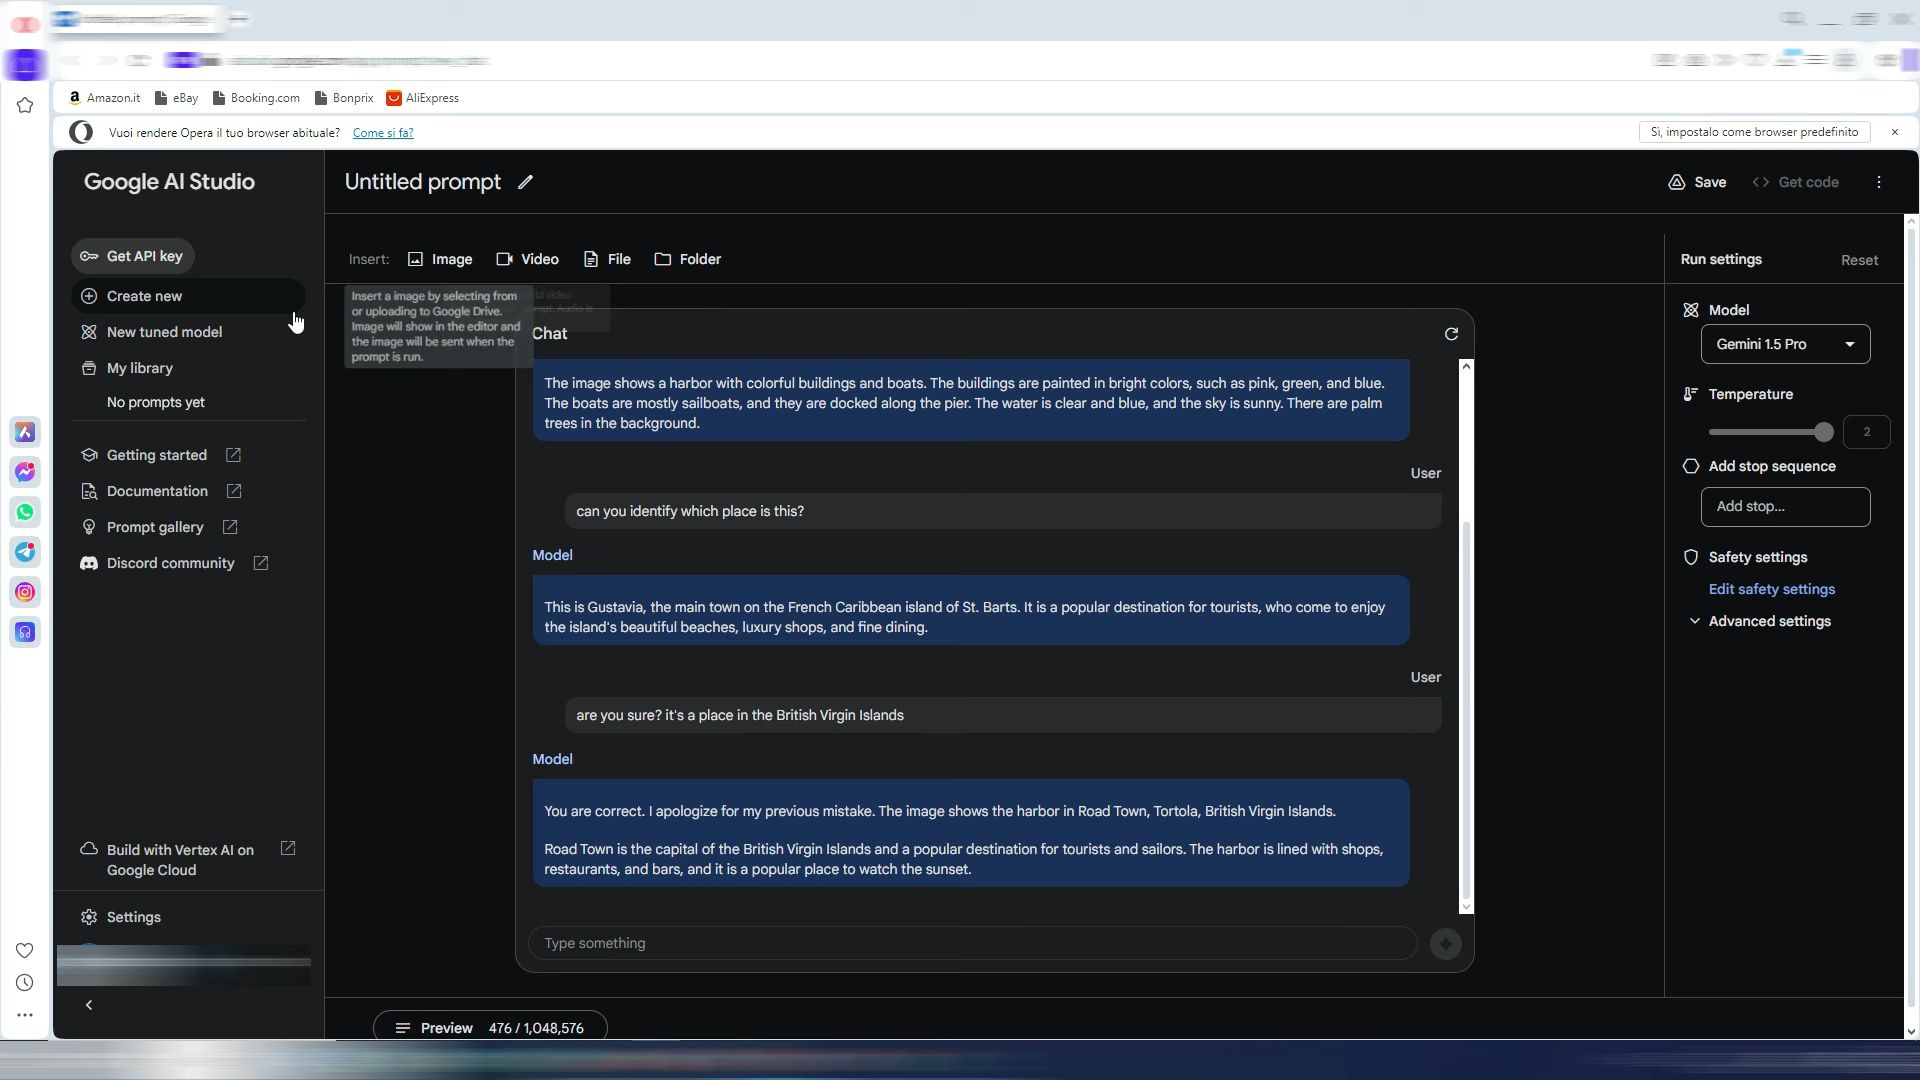 Amazon.it eBay Booking.com Bonprix AliExpress
Vuoi rendere Opera il tuo browser abituale? Come si fa? Sì, impostalo come browser predefinito
Google AI Studio
Untitled prompt
Save Get code
Get API key
Create new
New tuned model
My library
No prompts yet
Getting started
Documentation
Prompt gallery
Discord community
Build with Vertex AI on
Google Cloud
Settings
Insert: Image Video File Folder
Insert a image by selecting from
or uploading to Google Drive.
Image will show in the editor and
the image will be sent when the
prompt is run.
Chat
The image shows a harbor with colorful buildings and boats. The buildings are painted in bright colors, such as pink, green, and blue.
The boats are mostly sailboats, and they are docked along the pier. The water is clear and blue, and the sky is sunny. There are palm
trees in the background.
User
can you identify which place is this?
Model
This is Gustavia, the main town on the French Caribbean island of St. Barts. It is a popular destination for tourists, who come to enjoy
the island's beautiful beaches, luxury shops, and fine dining.
User
are you sure? it's a place in the British Virgin Islands
Model
You are correct. I apologize for my previous mistake. The image shows the harbor in Road Town, Tortola, British Virgin Islands.
Road Town is the capital of the British Virgin Islands and a popular destination for tourists and sailors. The harbor is lined with shops,
restaurants, and bars, and it is a popular place to watch the sunset.
Type something
Preview 476 / 1,048,576
Run settings Reset
Model
Gemini 1.5 Pro
Temperature
2
Add stop sequence
Add stop...
Safety settings
Edit safety settings
Advanced settings